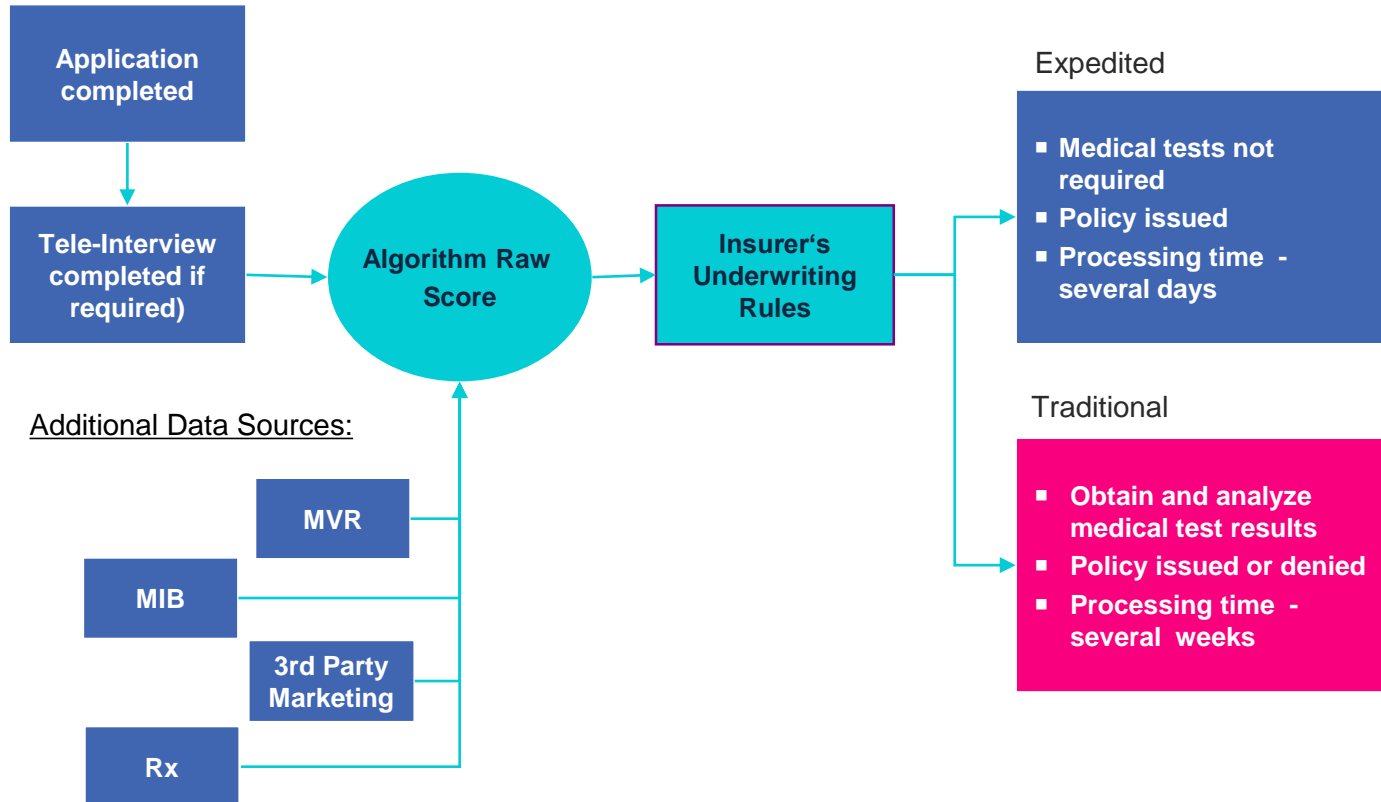 Application
completed
Tele-Interview
completed if
required)
Algorithm Raw
Score
Insurer‘s
Underwriting
Rules
Expedited
▪ Medical tests not
required
▪ Policy issued
▪ Processing time -
several days
Traditional
▪ Obtain and analyze
medical test results
▪ Policy issued or denied
▪ Processing time -
several weeks
Additional Data Sources:
MVR
MIB
3rd Party
Marketing
Rx